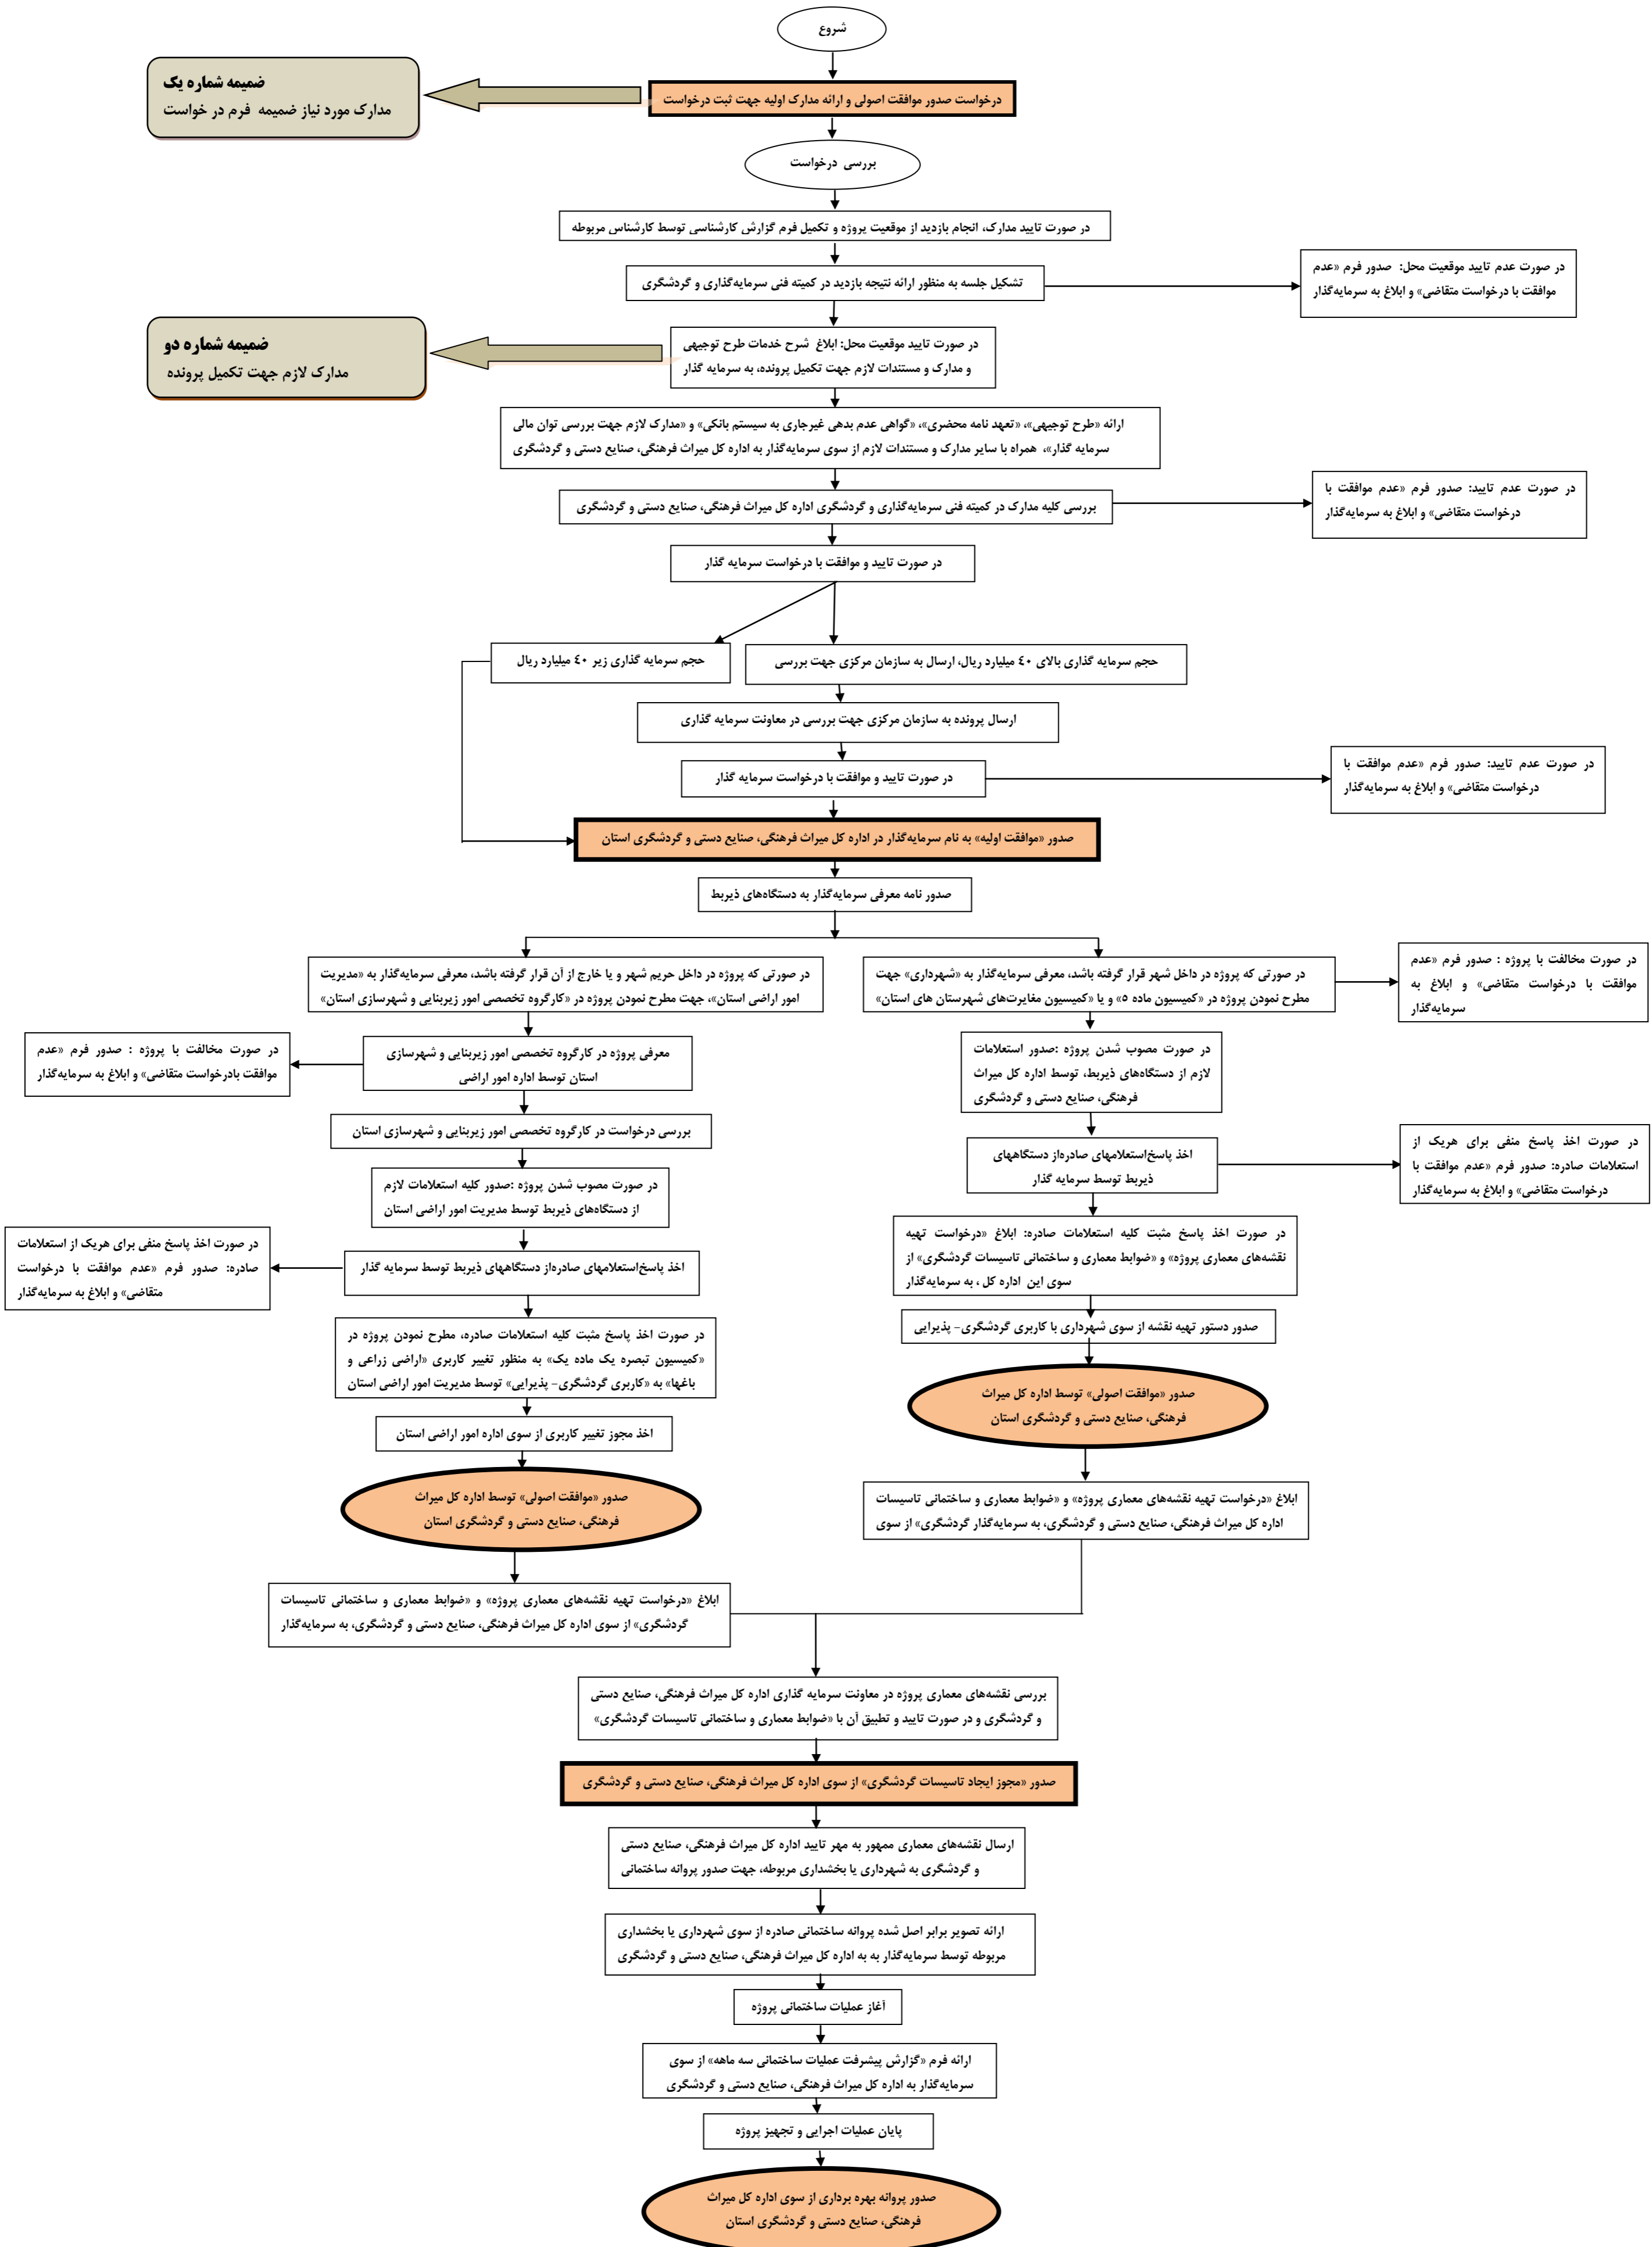 شروع
درخواست صدور موافقت اصولی و ارائه مدارک اولیه جهت ثبت درخواست
ضمیمه شماره یک
مدارک مورد نیاز ضمیمه فرم در خواست
بررسی درخواست
در صورت تایید مدارک، انجام بازدید از موقعیت پروژه و تکمیل فرم گزارش کارشناسی توسط کارشناس مربوطه
تشکیل جلسه به منظور ارائه نتیجه بازدید در کمیته فنی سرمایه‌گذاری و گردشگری
در صورت عدم تایید موقعیت محل: صدور فرم «عدم
موافقت با درخواست متقاضی» و ابلاغ به سرمایه‌گذار
در صورت تایید موقعیت محل: ابلاغ شرح خدمات طرح توجیهی
و مدارک و مستندات لازم جهت تکمیل پرونده، به سرمایه گذار
ضمیمه شماره دو
مدارک لازم جهت تکمیل پرونده
ارائه «طرح توجیهی»، «تعهد نامه محضری»، «گواهی عدم بدهی غیرجاری به سیستم بانکی» و «مدارک لازم جهت بررسی توان مالی
سرمایه گذار»، همراه با سایر مدارک و مستندات لازم از سوی سرمایه‌گذار به اداره کل میراث فرهنگی، صنایع دستی و گردشگری
بررسی کلیه مدارک در کمیته فنی سرمایه‌گذاری و گردشگری اداره کل میراث فرهنگی، صنایع دستی و گردشگری
در صورت عدم تایید: صدور فرم «عدم موافقت با
درخواست متقاضی» و ابلاغ به سرمایه‌گذار
در صورت تایید و موافقت با درخواست سرمایه گذار
حجم سرمایه گذاری بالای ٤٠ میلیارد ریال، ارسال به سازمان مرکزی جهت بررسی
حجم سرمایه گذاری زیر ٤٠ میلیارد ریال
ارسال پرونده به سازمان مرکزی جهت بررسی در معاونت سرمایه گذاری
در صورت تایید و موافقت با درخواست سرمایه گذار
در صورت عدم تایید: صدور فرم «عدم موافقت با
درخواست متقاضی» و ابلاغ به سرمایه‌گذار
صدور «موافقت اولیه» به نام سرمایه‌گذار در اداره کل میراث فرهنگی، صنایع دستی و گردشگری استان
صدور نامه معرفی سرمایه‌گذار به دستگاه‌های ذیربط
در صورتی که پروژه در داخل شهر قرار گرفته باشد، معرفی سرمایه‌گذار به «شهرداری» جهت
مطرح نمودن پروژه در «کمیسیون ماده ٥» و یا «کمیسیون مغایرت‌های شهرستان های استان»
در صورت مخالفت با پروژه : صدور فرم «عدم
موافقت با درخواست متقاضی» و ابلاغ به
سرمایه‌گذار
در صورت مصوب شدن پروژه :صدور استعلامات
لازم از دستگاه‌های ذیربط، توسط اداره کل میراث
فرهنگی، صنایع دستی و گردشگری
اخذ پاسخ‌استعلامهای صادره‌از دستگاههای
ذیربط توسط سرمایه گذار
در صورت اخذ پاسخ منفی برای هریک از
استعلامات صادره: صدور فرم «عدم موافقت با
درخواست متقاضی» و ابلاغ به سرمایه‌گذار
در صورت اخذ پاسخ مثبت کلیه استعلامات صادره: ابلاغ «درخواست تهیه
نقشه‌های معماری پروژه» و «ضوابط معماری و ساختمانی تاسیسات گردشگری» از
سوی این اداره کل ، به سرمایه‌گذار
صدور دستور تهیه نقشه از سوی شهرداری با کاربری گردشگری- پذیرایی
صدور «موافقت اصولی» توسط اداره کل میراث
فرهنگی، صنایع دستی و گردشگری استان
ابلاغ «درخواست تهیه نقشه‌های معماری پروژه» و «ضوابط معماری و ساختمانی تاسیسات
اداره کل میراث فرهنگی، صنایع دستی و گردشگری، به سرمایه‌گذار گردشگری» از سوی
در صورتی که پروژه در داخل حریم شهر و یا خارج از آن قرار گرفته باشد، معرفی سرمایه‌گذار به «مدیریت
امور اراضی استان»، جهت مطرح نمودن پروژه در «کارگروه تخصصی امور زیربنایی و شهرسازی استان»
معرفی پروژه در کارگروه تخصصی امور زیربنایی و شهرسازی
استان توسط اداره امور اراضی
در صورت مخالفت با پروژه : صدور فرم «عدم
موافقت بادرخواست متقاضی» و ابلاغ به سرمایه‌گذار
بررسی درخواست در کارگروه تخصصی امور زیربنایی و شهرسازی استان
در صورت مصوب شدن پروژه :صدور کلیه استعلامات لازم
از دستگاه‌های ذیربط توسط مدیریت امور اراضی استان
اخذ پاسخ‌استعلامهای صادره‌از دستگاههای ذیربط توسط سرمایه گذار
در صورت اخذ پاسخ منفی برای هریک از استعلامات
صادره: صدور فرم «عدم موافقت با درخواست
متقاضی» و ابلاغ به سرمایه‌گذار
در صورت اخذ پاسخ مثبت کلیه استعلامات صادره، مطرح نمودن پروژه در
«کمیسیون تبصره یک ماده یک» به منظور تغییر کاربری «اراضی زراعی و
باغها» به «کاربری گردشگری- پذیرایی» توسط مدیریت امور اراضی استان
اخذ مجوز تغییر کاربری از سوی اداره امور اراضی استان
صدور «موافقت اصولی» توسط اداره کل میراث
فرهنگی، صنایع دستی و گردشگری استان
ابلاغ «درخواست تهیه نقشه‌های معماری پروژه» و «ضوابط معماری و ساختمانی تاسیسات
گردشگری» از سوی اداره کل میراث فرهنگی، صنایع دستی و گردشگری، به سرمایه‌گذار
بررسی نقشه‌های معماری پروژه در معاونت سرمایه گذاری اداره کل میراث فرهنگی، صنایع دستی
و گردشگری و در صورت تایید و تطبیق آن با «ضوابط معماری و ساختمانی تاسیسات گردشگری»
صدور «مجوز ایجاد تاسیسات گردشگری» از سوی اداره کل میراث فرهنگی، صنایع دستی و گردشگری
ارسال نقشه‌های معماری ممهور به مهر تایید اداره کل میراث فرهنگی، صنایع دستی
و گردشگری به شهرداری یا بخشداری مربوطه، جهت صدور پروانه ساختمانی
ارائه تصویر برابر اصل شده پروانه ساختمانی صادره از سوی شهرداری یا بخشداری
مربوطه توسط سرمایه‌گذار به به اداره کل میراث فرهنگی، صنایع دستی و گردشگری
آغاز عملیات ساختمانی پروژه
ارائه فرم «گزارش پیشرفت عملیات ساختمانی سه ماهه» از سوی
سرمایه‌گذار به اداره کل میراث فرهنگی، صنایع دستی و گردشگری
پایان عملیات اجرایی و تجهیز پروژه
صدور پروانه بهره برداری از سوی اداره کل میراث
فرهنگی، صنایع دستی و گردشگری استان